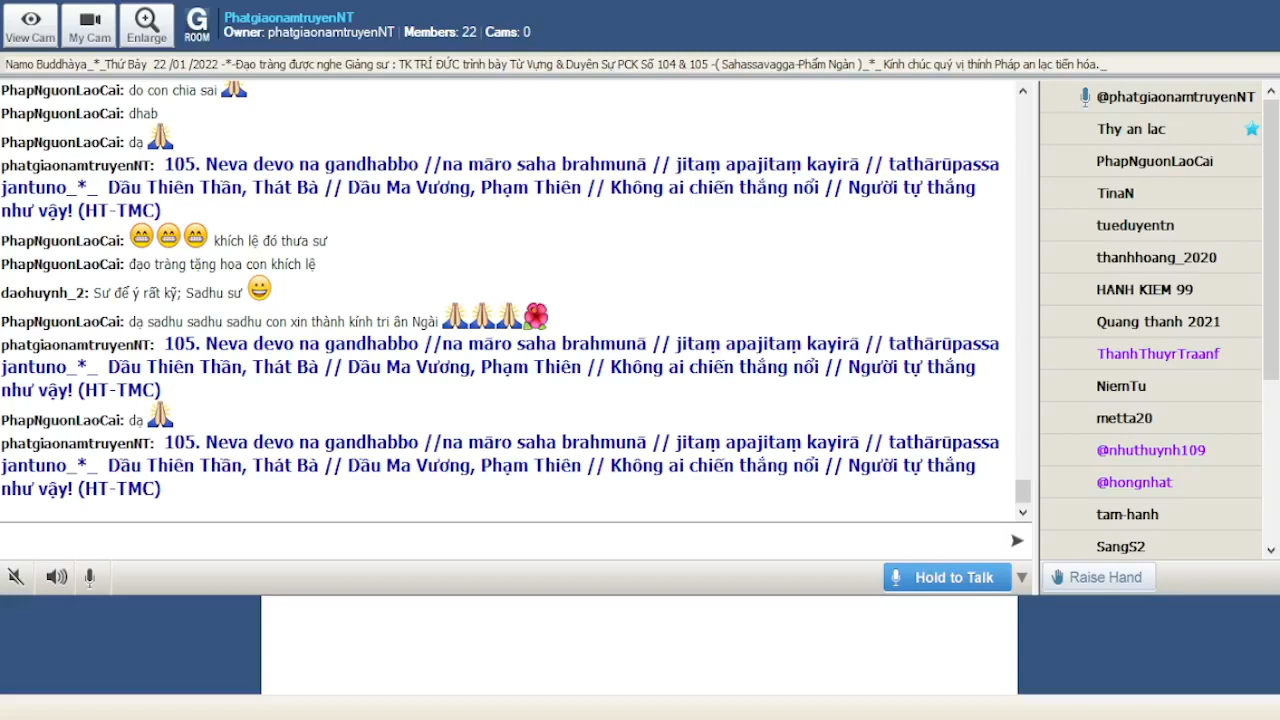 View Cam
My Cam
Enlarge
G
ROOM
PhatgiaonamtruyenNT
Owner: phatgiaonamtruyenNT | Members: 22 | Cams: 0
Namo Buddhàya_*_Thứ Bảy 22 /01 /2022 -*-Đạo tràng được nghe Giảng sư : TK TRÍ ĐỨC trình bày Từ Vựng & Duyên Sự PCK Số 104 & 105 -( Sahassavagga-Phẩm Ngàn )_*_ Kính chúc quý vị thính Pháp an lạc tiến hóa._
PhapNguonLaoCai: do con chia sai
PhapNguonLaoCai: dhab
PhapNguonLaoCai: dạ
phatgiaonamtruyenNT: 105. Neva devo na gandhabbo //na māro saha brahmunā // jitaṃ apajitaṃ kayirā // tathārūpassa
jantuno_*_ Dầu Thiên Thần, Thát Bà // Dầu Ma Vương, Phạm Thiên // Không ai chiến thắng nổi // Người tự thắng
như vậy! (HT-TMC)
PhapNguonLaoCai: khích lệ đó thưa sư
PhapNguonLaoCai: đạo tràng tặng hoa con khích lệ
daohuynh_2: Sư để ý rất kỹ; Sadhu sư
PhapNguonLaoCai: dạ sadhu sadhu sadhu con xin thành kính tri ân Ngài
phatgiaonamtruyenNT: 105. Neva devo na gandhabbo //na māro saha brahmunā // jitaṃ apajitaṃ kayirā // tathārūpassa
jantuno_*_ Dầu Thiên Thần, Thát Bà // Dầu Ma Vương, Phạm Thiên // Không ai chiến thắng nổi // Người tự thắng
như vậy! (HT-TMC)
PhapNguonLaoCai: dạ
phatgiaonamtruyenNT: 105. Neva devo na gandhabbo //na māro saha brahmunā // jitaṃ apajitaṃ kayirā // tathārūpassa
jantuno_*_ Dầu Thiên Thần, Thát Bà // Dầu Ma Vương, Phạm Thiên // Không ai chiến thắng nổi // Người tự thắng
như vậy! (HT-TMC)
@phatgiaonamtruyenNT
Thy an lac
PhapNguonLaoCai
TinaN
tueduyentn
thanhhoang_2020
HANH KIEM 99
Quang thanh 2021
ThanhThuyrTraanf
NiemTu
metta20
@nhuthuynh109
@hongnhat
tam-hanh
SangS2
Hold to Talk
Raise Hand